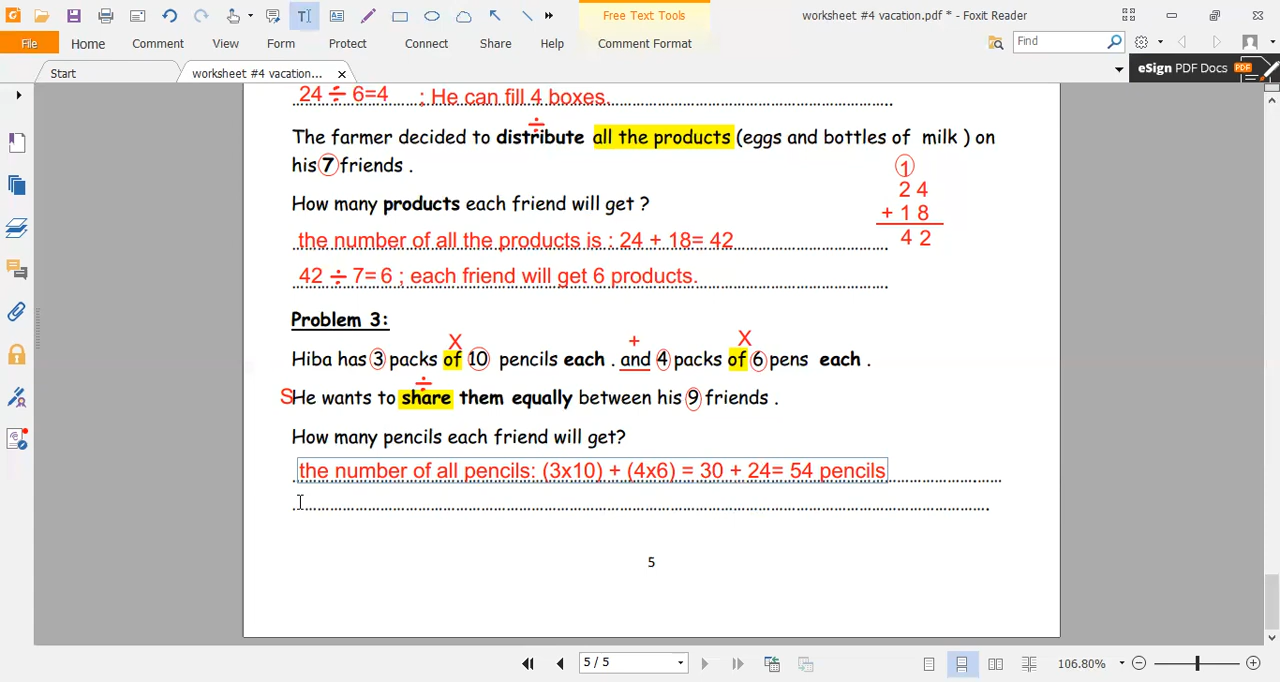 Free Text Tools
worksheet #4 vacation.pdf * - Foxit Reader
File Home Comment View Form Protect Connect Share Help Comment Format Find
Start worksheet #4 vacation... eSign PDF Docs PDF
24 ÷ 6=4 ; He can fill 4 boxes.
÷
The farmer decided to distribute all the products (eggs and bottles of milk ) on
his 7 friends .
1
24
+ 18
42
How many products each friend will get ?
the number of all the products is : 24 + 18= 42
42 ÷ 7= 6 ; each friend will get 6 products.
Problem 3:
X + X
Hiba has 3 packs of 10 pencils each . and 4 packs of 6 pens each .
÷
SHe wants to share them equally between his 9 friends .
How many pencils each friend will get?
the number of all pencils: (3x10) + (4x6) = 30 + 24= 54 pencils
5
5 / 5 106.80%